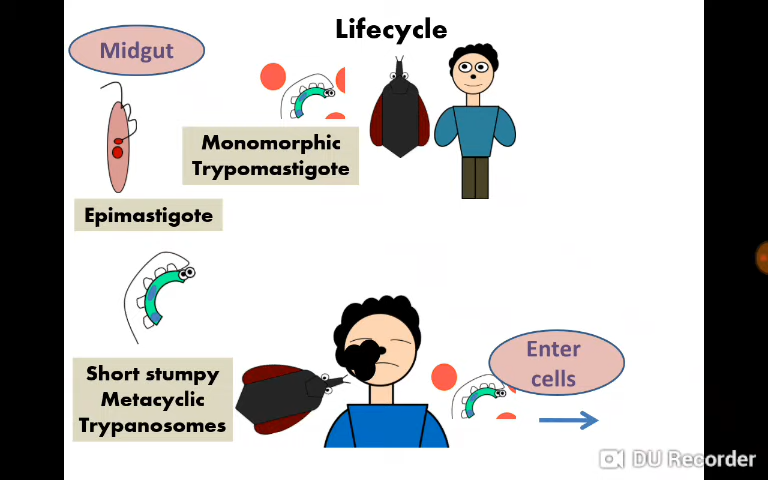 Lifecycle
Midgut
Monomorphic
Trypomastigote
Epimastigote
Short stumpy
Metacyclic
Trypanosomes
Enter
cells
DU Recorder